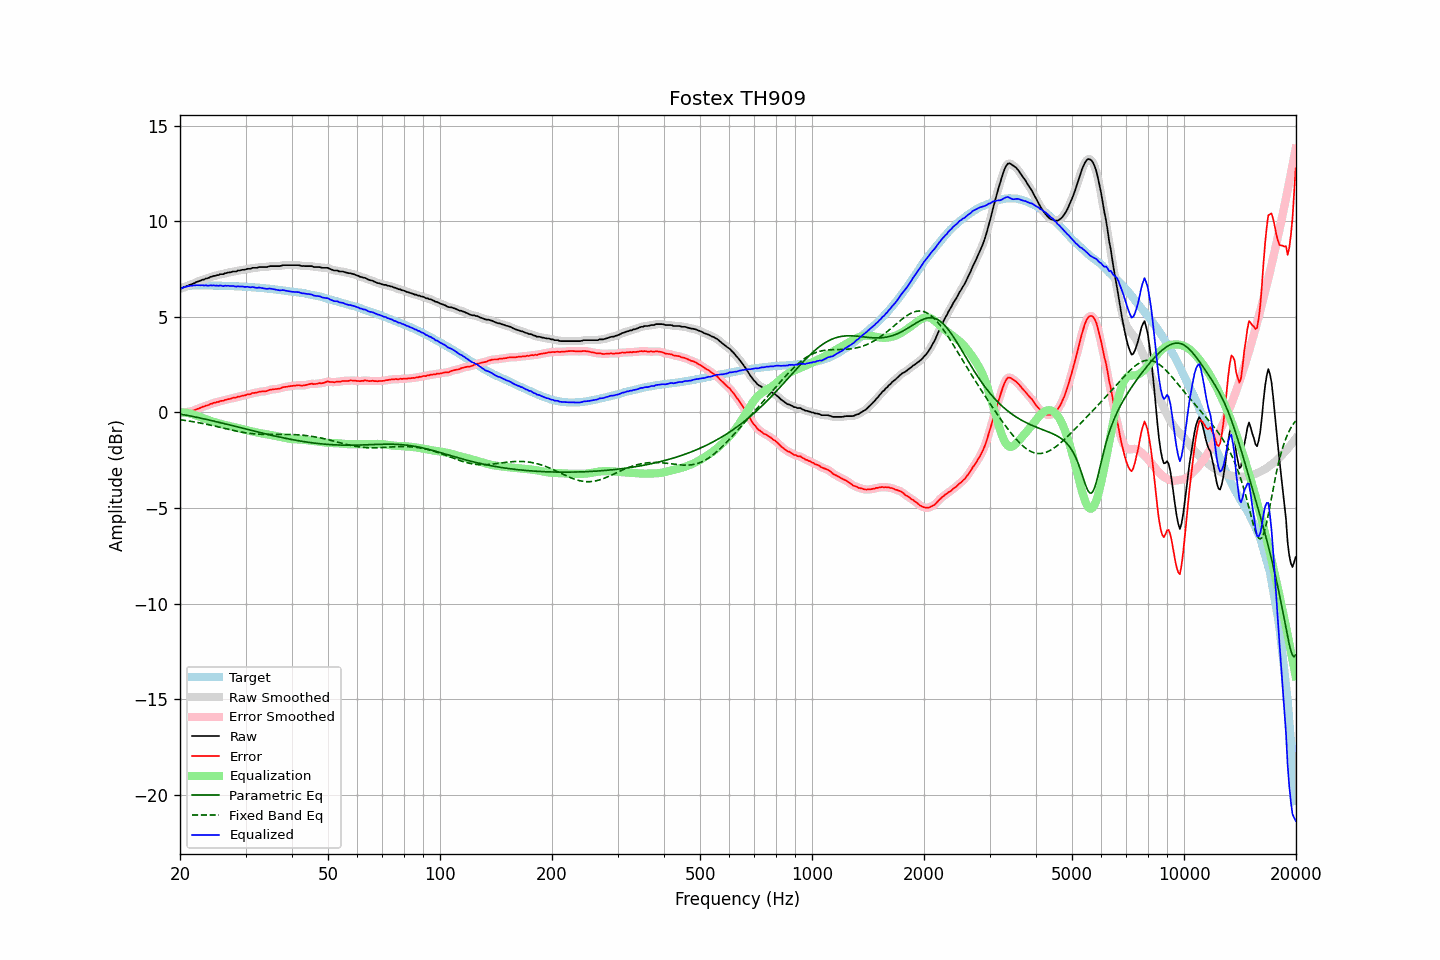 Fostex TH909
15
10
5
0
−5
−10
−15
−20
Amplitude (dBr)
Target
Raw Smoothed
Error Smoothed
Raw
Error
Equalization
Parametric Eq
Fixed Band Eq
Equalized
20 50 100 200 500 1000 2000 5000 10000 20000
Frequency (Hz)